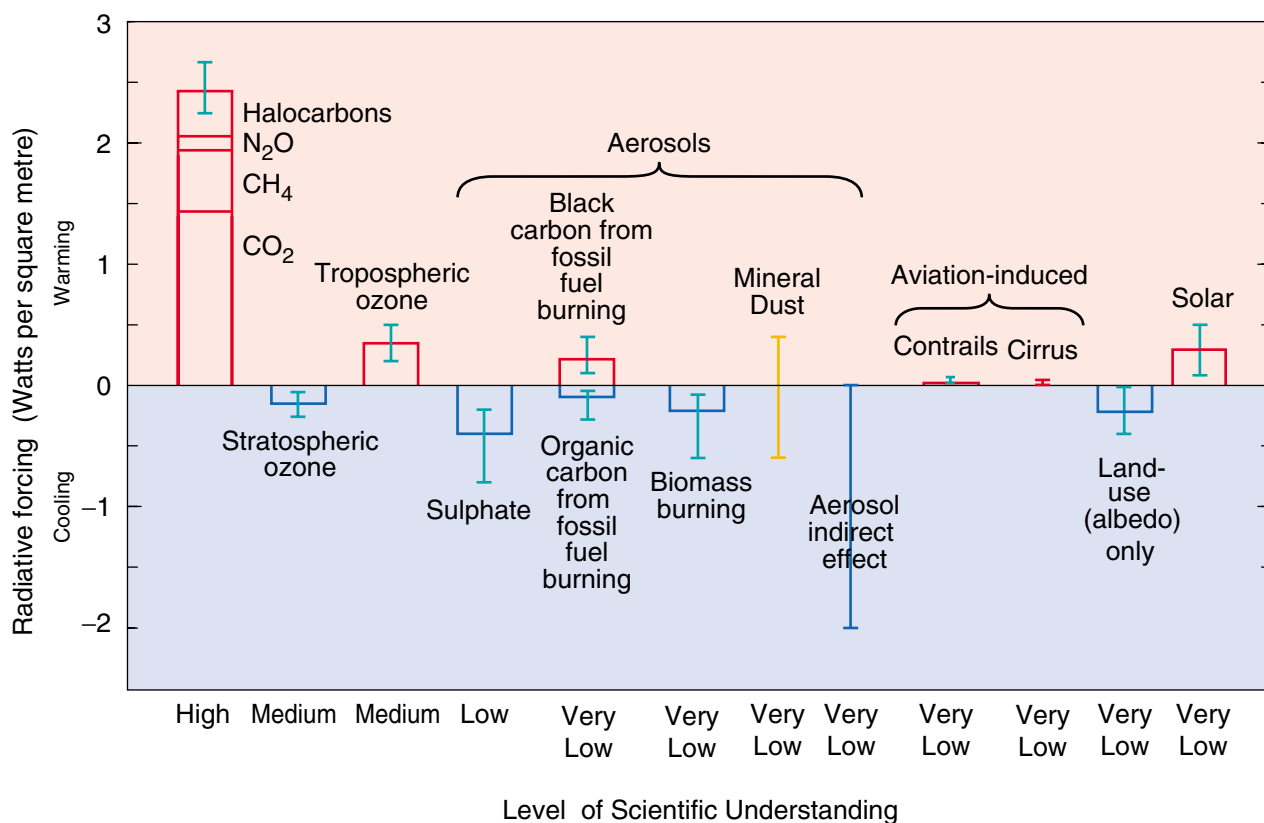 Radiative forcing (Watts per square metre)
Warming
Cooling
3
2
1
0
−1
−2
Halocarbons
N₂O
CH₄
CO₂
Stratospheric
ozone
Tropospheric
ozone
Aerosols
Sulphate
Black
carbon from
fossil
fuel
burning
Organic
carbon
from
fossil
fuel
burning
Biomass
burning
Mineral
Dust
Aerosol
indirect
effect
Aviation-induced
Contrails
Cirrus
Land-
use
(albedo)
only
Solar
High
Medium
Medium
Low
Very
Low
Very
Low
Very
Low
Very
Low
Very
Low
Very
Low
Very
Low
Very
Low
Level of Scientific Understanding